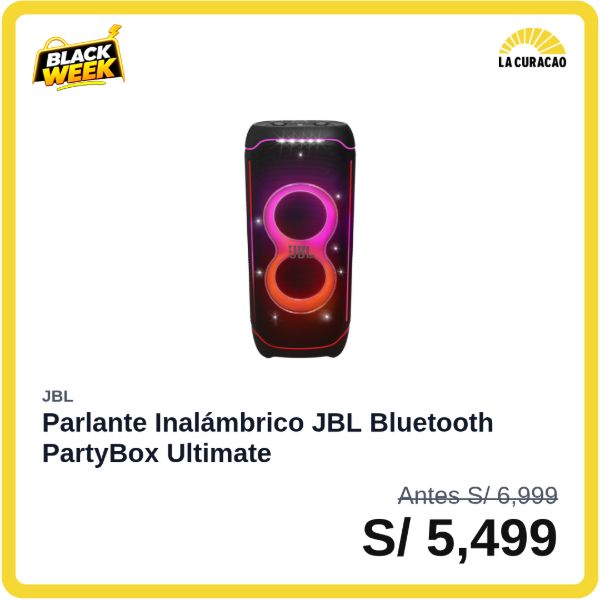 BLACK
WEEK
LA CURACAO
JBL
JBL
Parlante Inalámbrico JBL Bluetooth
PartyBox Ultimate
Antes S/ 6,999
S/ 5,499